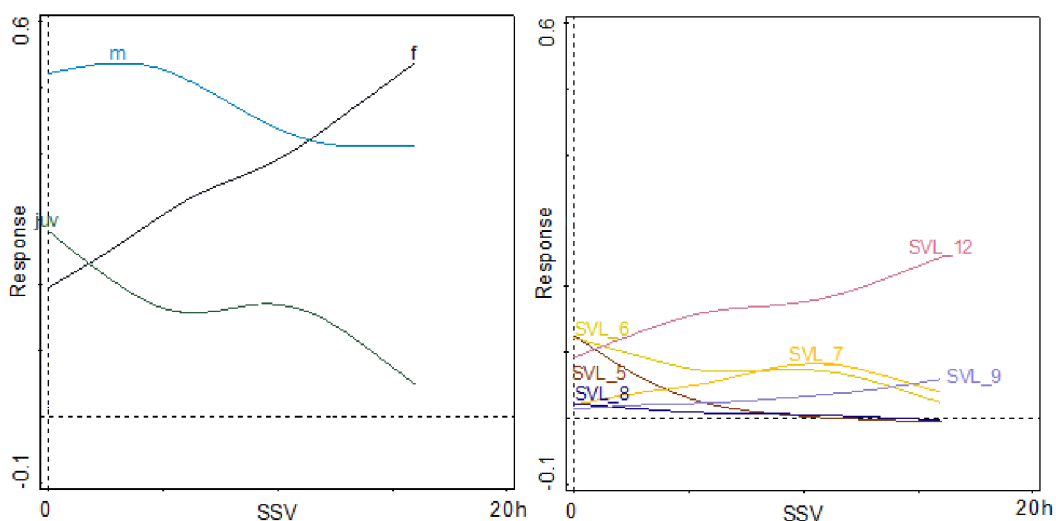 0.6
m
f
juv
Response
-0.1
0
SSV
20h
0.6
Response
SVL_12
SVL_6
SVL_7
SVL_5
SVL_9
SVL_8
-0.1
0
SSV
20h